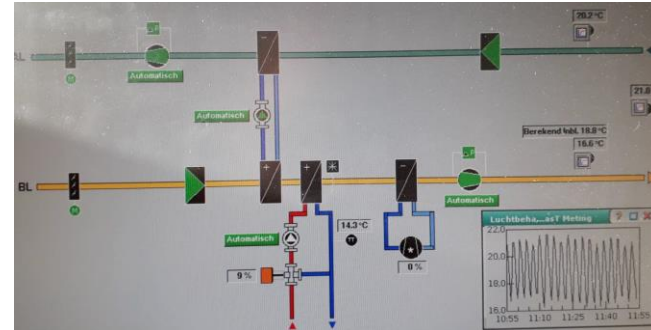 20.2°C
AL
Automatisch
Automatisch
21.0
Berekend Inbl. 18.8°C
16.6°C
BL
Automatisch
Automatisch
14.3°C
9 %
0 %
Luchtbeha,...asT Meting ?
22,0
20,0
18,0
16,0
10:55 11:10 11:25 11:40 11:55